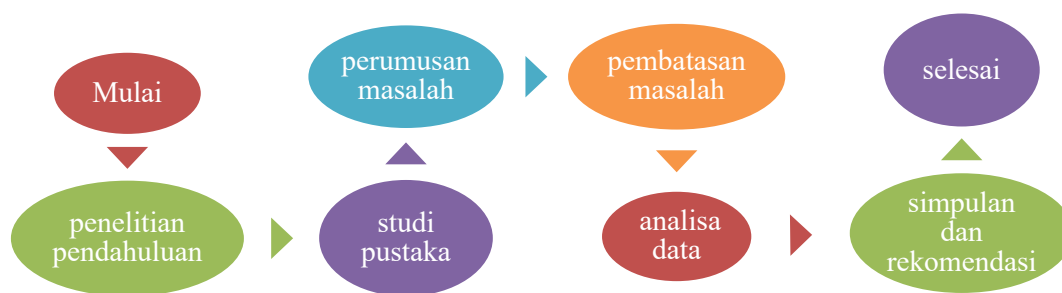 Mulai
penelitian
pendahuluan
studi
pustaka
perumusan
masalah
pembatasan
masalah
analisa
data
simpulan
dan
rekomendasi
selesai